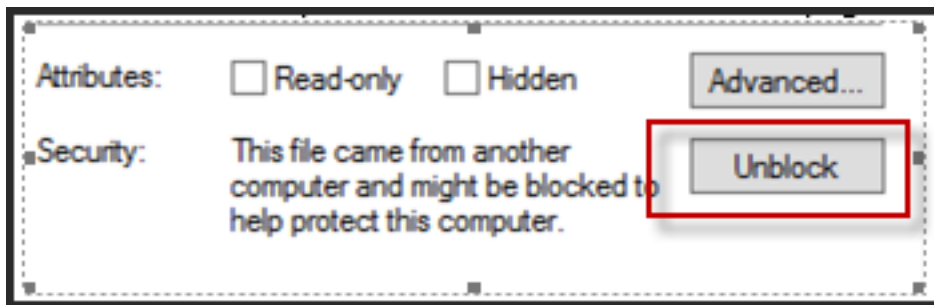 Attributes: Read-only Hidden Advanced...
Security: This file came from another Unblock
computer and might be blocked to
help protect this computer.